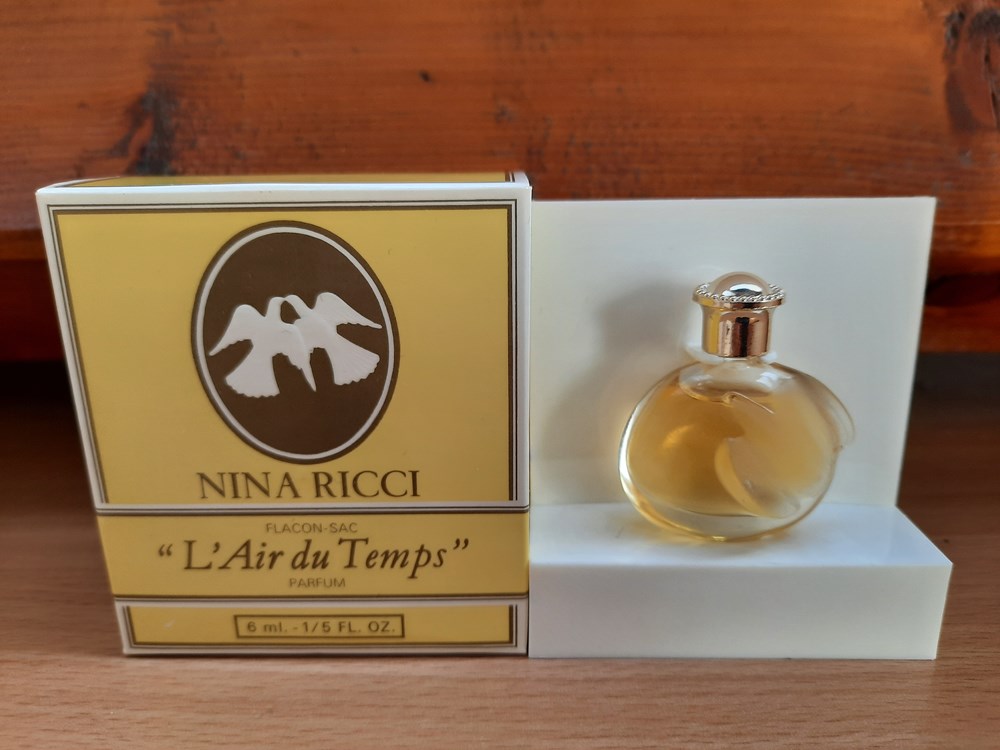 NINA RICCI
FLACON-SAC
“L’Air du Temps”
PARFUM
6 ml. - 1/5 FL. OZ.